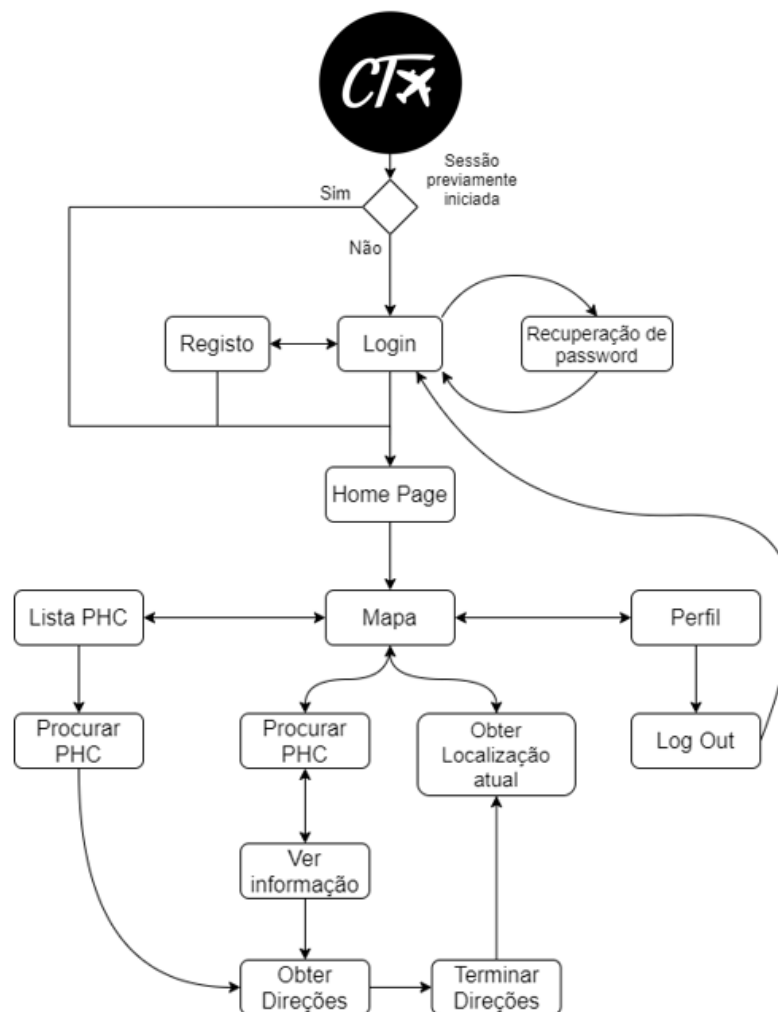 CT
Sessão
previamente
iniciada
Sim
Não
Registo
Login
Recuperação de
password
Home Page
Lista PHC
Mapa
Perfil
Procurar
PHC
Procurar
PHC
Obter
Localização
atual
Log Out
Ver
informação
Obter
Direções
Terminar
Direções